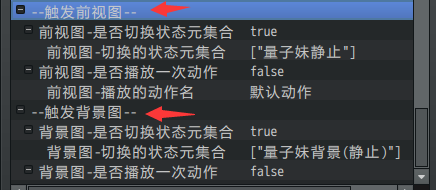 --触发前视图--
前视图-是否切换状态元集合 true
前视图-切换的状态元集合 ["量子妹静止"]
前视图-是否播放一次动作 false
前视图-播放的动作名 默认动作
--触发背景图--
背景图-是否切换状态元集合 true
背景图-切换的状态元集合 ["量子妹背景(静止)"]
背景图-是否播放一次动作 false